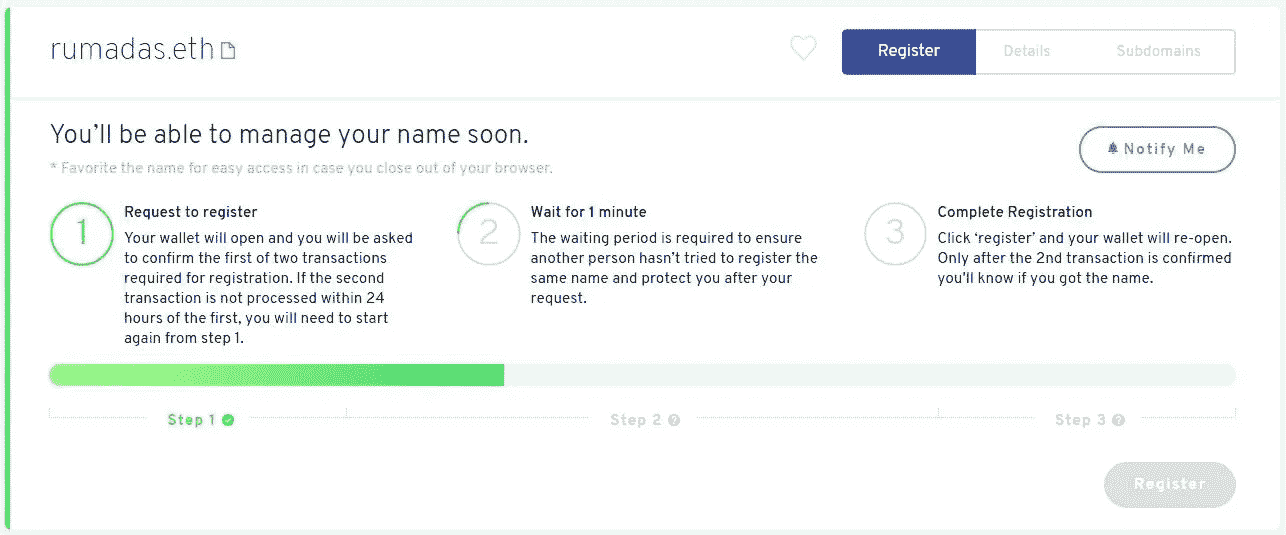 rumadas.eth
Register
Details
Subdomains
You'll be able to manage your name soon.
* Favorite the name for easy access in case you close out of your browser.
Notify Me
1
Request to register
Your wallet will open and you will be asked
to confirm the first of two transactions
required for registration. If the second
transaction is not processed within 24
hours of the first, you will need to start
again from step 1.
2
Wait for 1 minute
The waiting period is required to ensure
another person hasn't tried to register the
same name and protect you after your
request.
3
Complete Registration
Click ‘register’ and your wallet will re-open.
Only after the 2nd transaction is confirmed
you'll know if you got the name.
Step 1
Step 2 ?
Step 3 ?
Register